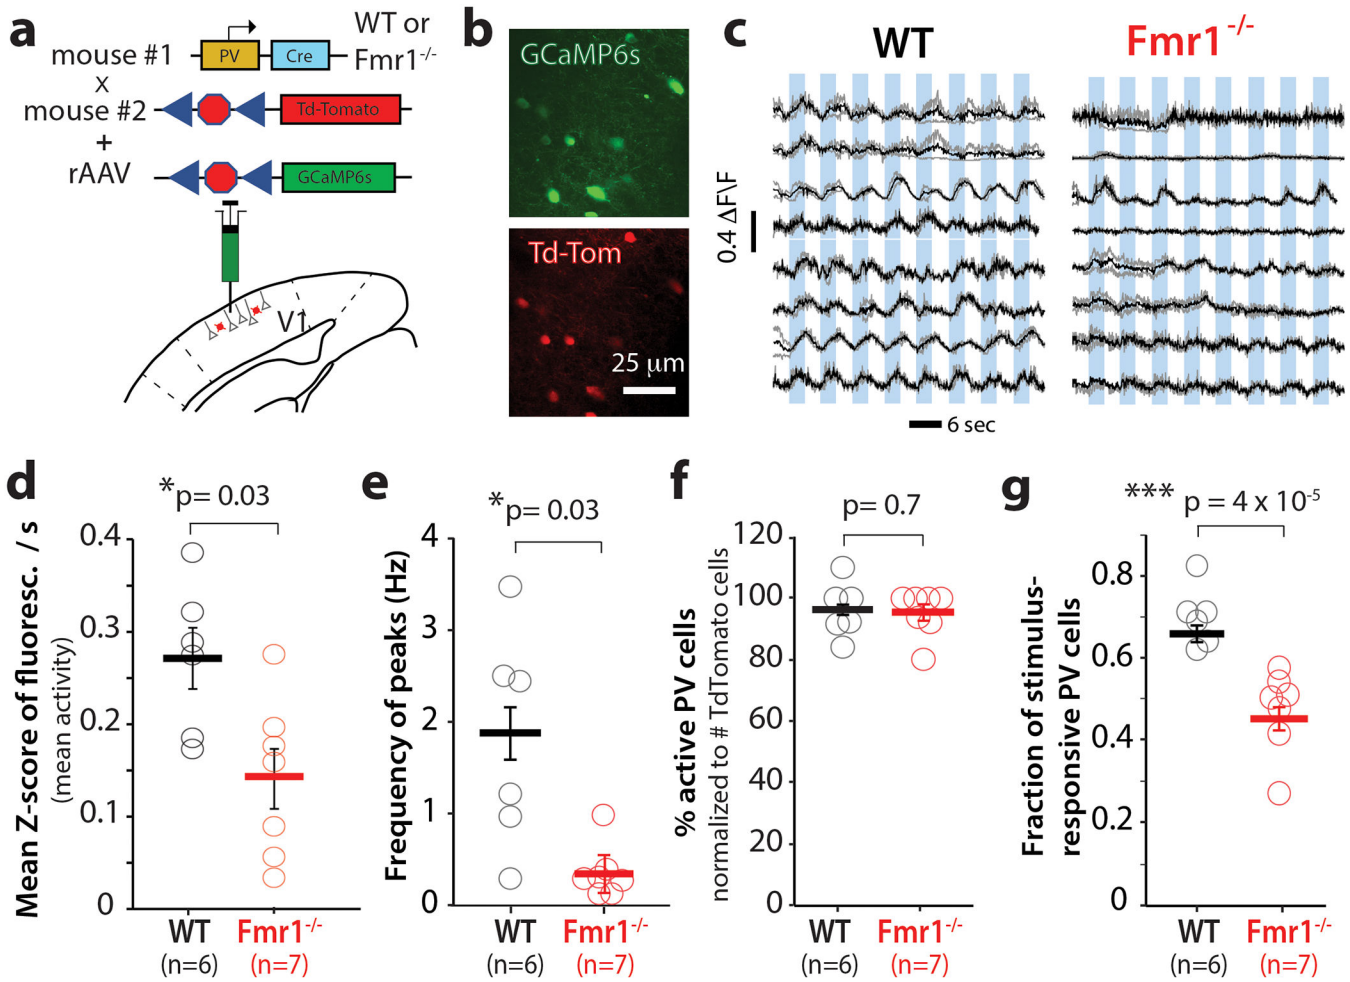 a
mouse #1
PV
Cre
WT or
Fmr1-/-
x
mouse #2
Td-Tomato
+
rAAV
GCaMP6s
V1
b
GCaMP6s
Td-Tom
25 μm
c
WT
Fmr1-/-
0.4 ΔF\F
6 sec
d
*p= 0.03
Mean Z-score of fluoresc. / s
(mean activity)
0.4
0.3
0.2
0.1
0
WT
Fmr1-/-
(n=6)
(n=7)
e
*p= 0.03
Frequency of peaks (Hz)
4
3
2
1
0
WT
Fmr1-/-
(n=6)
(n=7)
f
p= 0.7
% active PV cells
normalized to # TdTomato cells
120
100
80
60
40
20
0
WT
Fmr1-/-
(n=6)
(n=7)
g
*** p = 4 x 10-5
Fraction of stimulus-
responsive PV cells
0.8
0.6
0.4
0.2
0
WT
Fmr1-/-
(n=6)
(n=7)